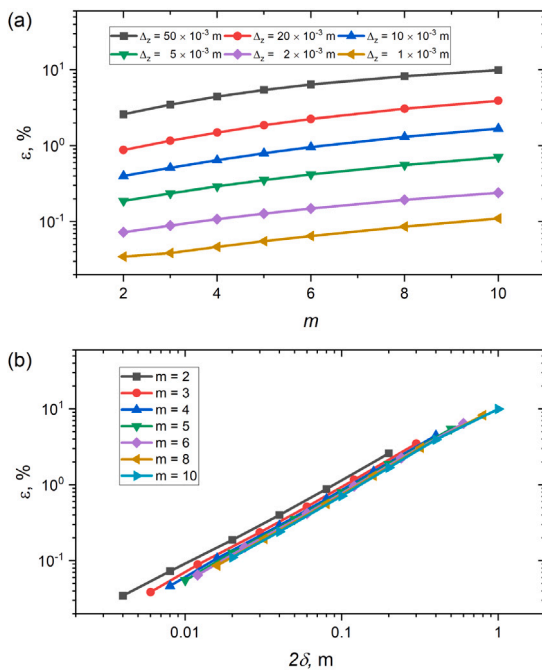 (a)
Δz = 50 × 10⁻³ m Δz = 20 × 10⁻³ m Δz = 10 × 10⁻³ m
Δz = 5 × 10⁻³ m Δz = 2 × 10⁻³ m Δz = 1 × 10⁻³ m
10¹
10⁰
10⁻¹
ε, %
2 4 6 8 10
m
(b)
m = 2
m = 3
m = 4
m = 5
m = 6
m = 8
m = 10
10¹
10⁰
10⁻¹
ε, %
0.01 0.1 1
2δ, m